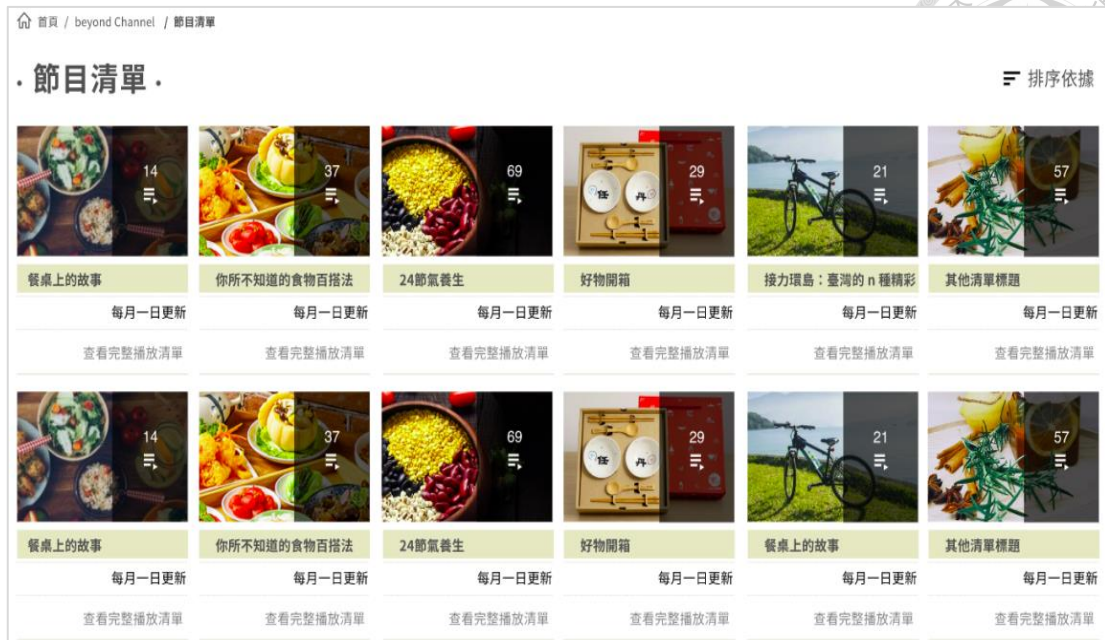 首頁 / beyond Channel / 節目清單
· 節目清單 ·
排序依據
14 37 69 29 21 57
餐桌上的故事 你所不知道的食物百搭法 24節氣養生 好物開箱 接力環島：臺灣的 n 種精彩 其他清單標題
每月一日更新 每月一日更新 每月一日更新 每月一日更新 每月一日更新 每月一日更新
查看完整播放清單 查看完整播放清單 查看完整播放清單 查看完整播放清單 查看完整播放清單 查看完整播放清單
14 37 69 29 21 57
餐桌上的故事 你所不知道的食物百搭法 24節氣養生 好物開箱 餐桌上的故事 其他清單標題
每月一日更新 每月一日更新 每月一日更新 每月一日更新 每月一日更新 每月一日更新
查看完整播放清單 查看完整播放清單 查看完整播放清單 查看完整播放清單 查看完整播放清單 查看完整播放清單